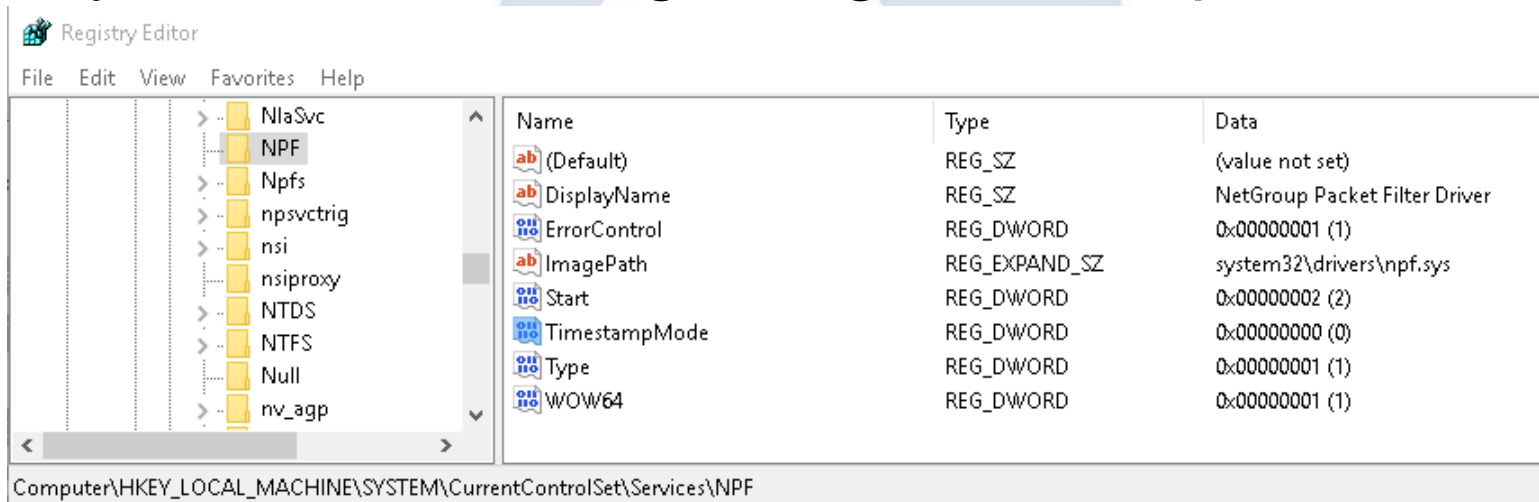 Registry Editor
File Edit View Favorites Help
NlaSvc
NPF
Npfs
npsvctrig
nsi
nsiproxy
NTDS
NTFS
Null
nv_agp
Name Type Data
(Default) REG_SZ (value not set)
DisplayName REG_SZ NetGroup Packet Filter Driver
ErrorControl REG_DWORD 0x00000001 (1)
ImagePath REG_EXPAND_SZ system32\drivers\npf.sys
Start REG_DWORD 0x00000002 (2)
TimestampMode REG_DWORD 0x00000000 (0)
Type REG_DWORD 0x00000001 (1)
WOW64 REG_DWORD 0x00000001 (1)
Computer\HKEY_LOCAL_MACHINE\SYSTEM\CurrentControlSet\Services\NPF